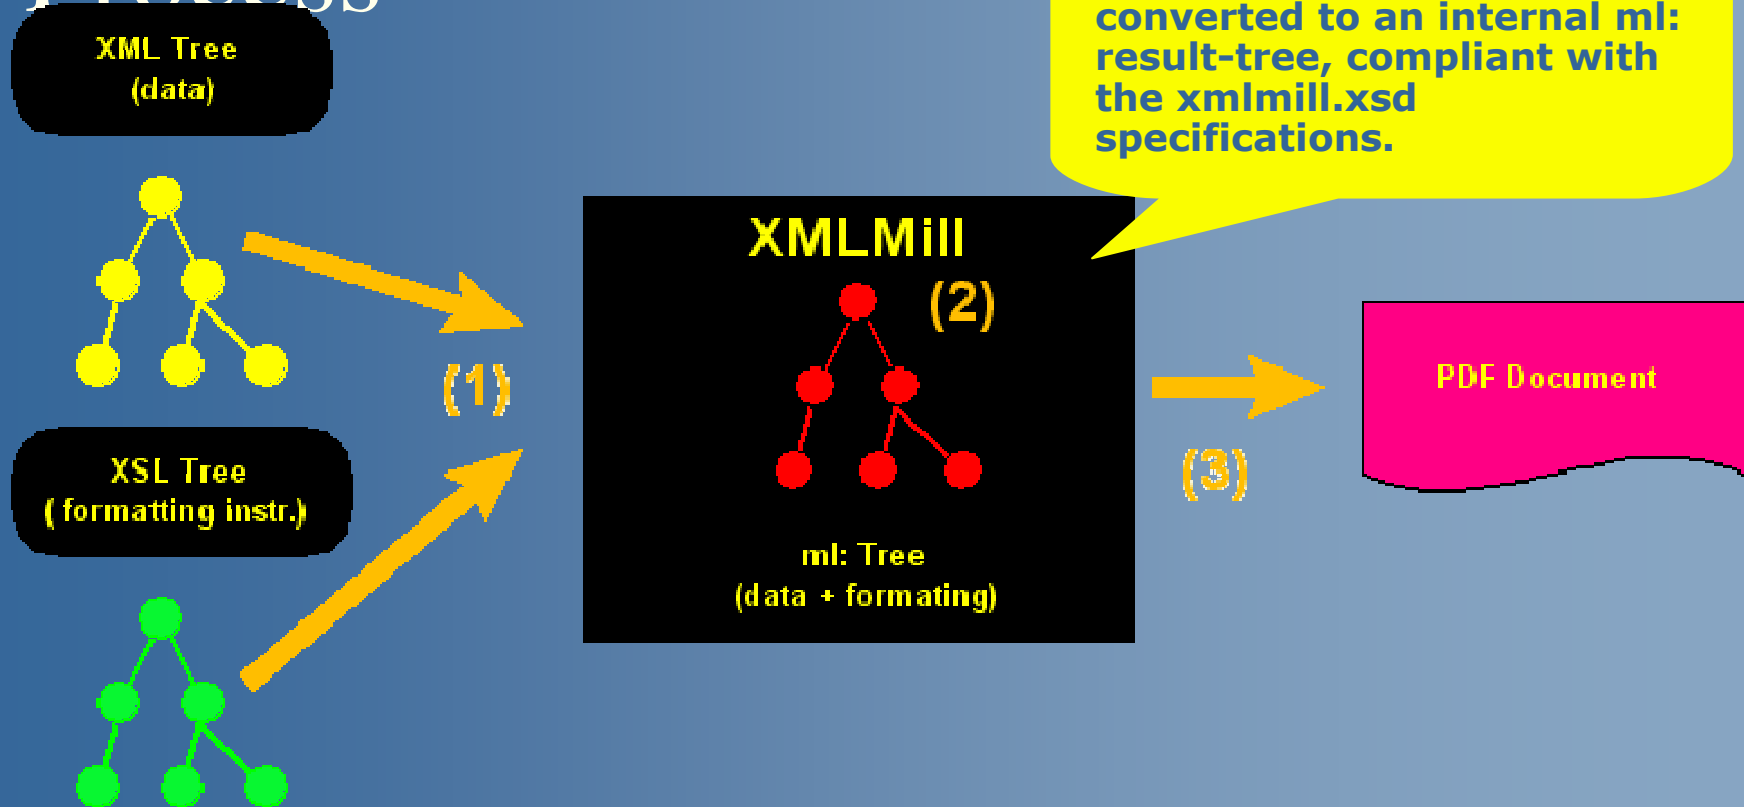 Process
XML Tree
(data)
converted to an internal ml:
result-tree, compliant with
the xmlmill.xsd
specifications.
XMLMill
(2)
(1)
PDF Document
(3)
XSL Tree
( formatting instr.)
ml: Tree
(data + formating)